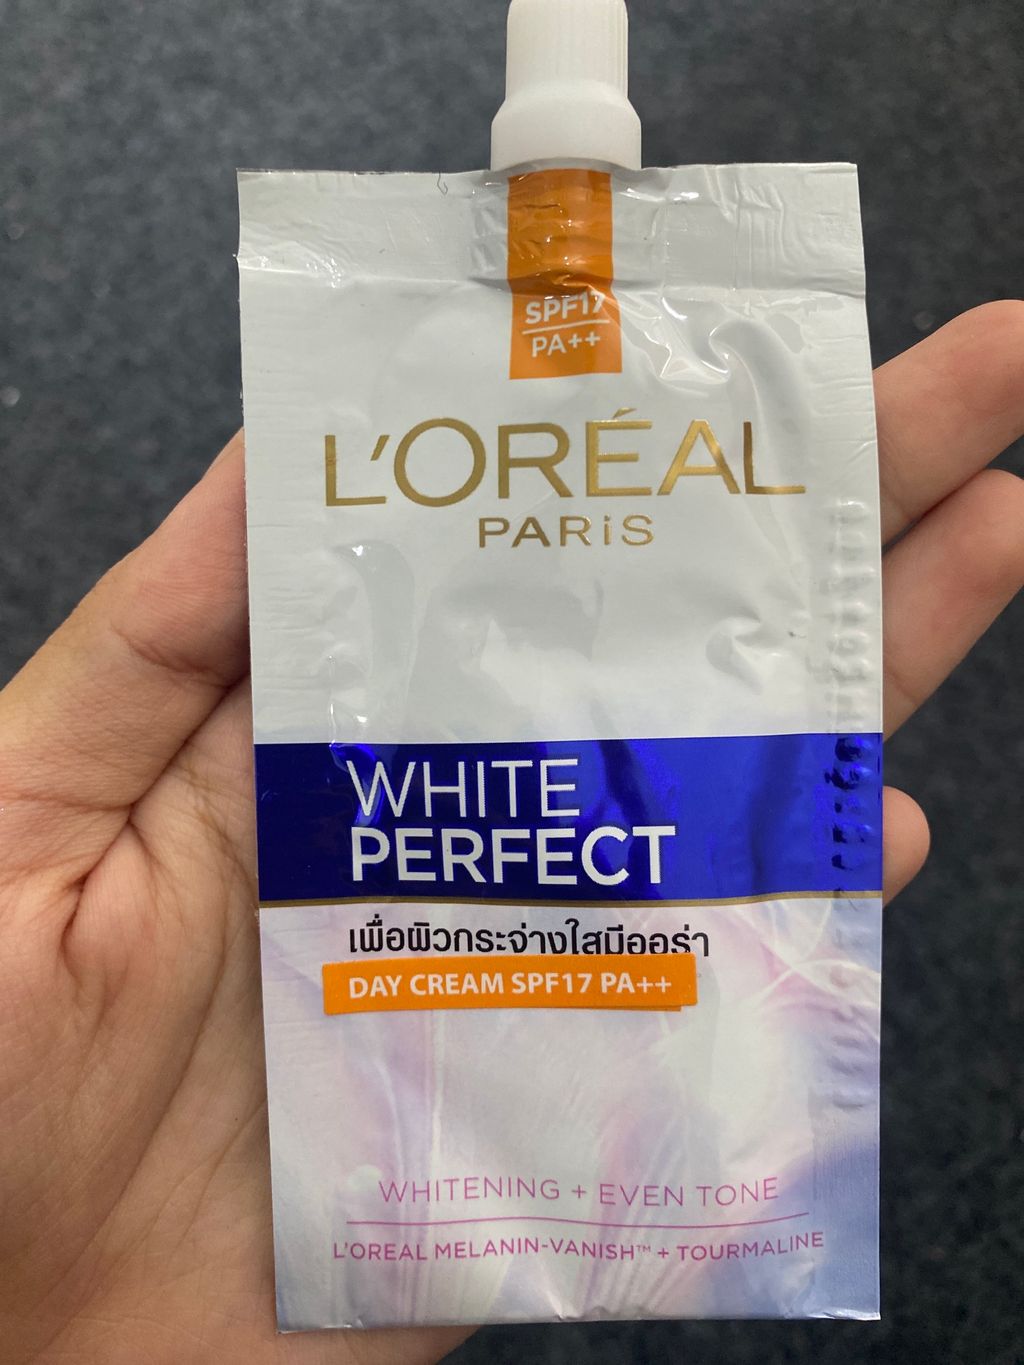 SPF17
PA++
L'ORÉAL
PARiS
WHITE
PERFECT
เพื่อผิวกระจ่างใสมีออร่า
DAY CREAM SPF17 PA++
WHITENING + EVEN TONE
L'OREAL MELANIN-VANISH™ + TOURMALINE